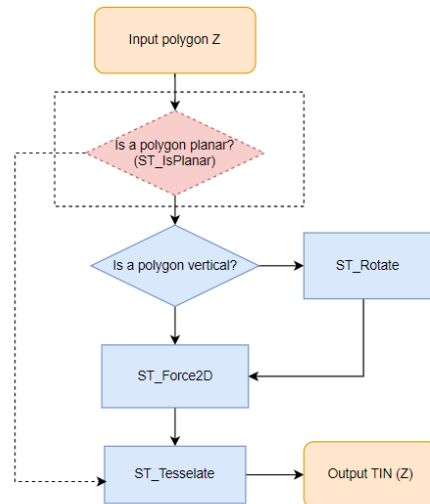 Input polygon Z
Is a polygon planar?
(ST_IsPlanar)
Is a polygon vertical?
ST_Rotate
ST_Force2D
ST_Tesselate
Output TIN (Z)